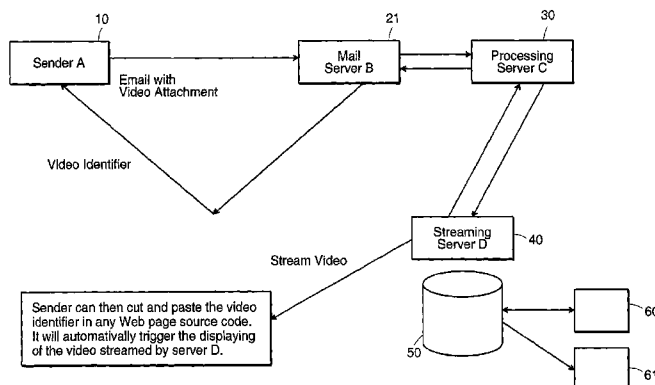 10
21
30
Sender A
Mail
Server B
Processing
Server C
Email with
Video Attachment
Video Identifier
Streaming
Server D
40
Stream Video
Sender can then cut and paste the video
identifier in any Web page source code.
It will automativally trigger the displaying
of the video streamed by server D.
50
60
61